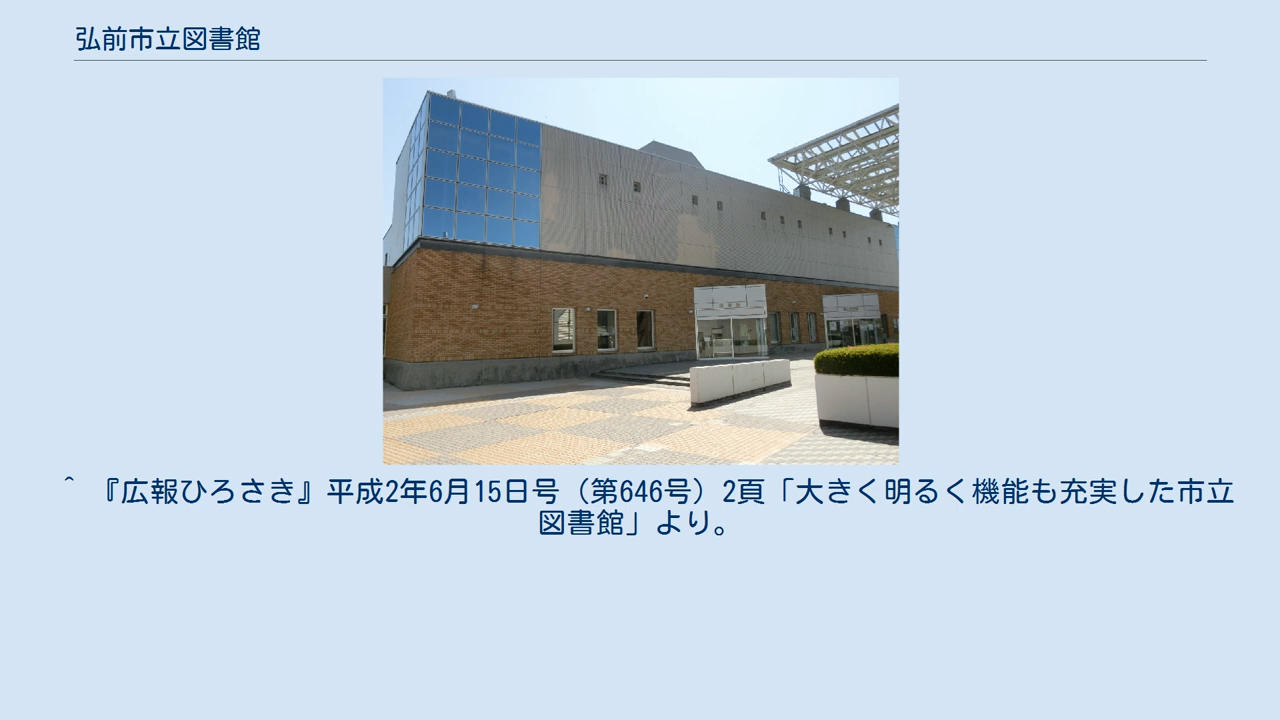 弘前市立図書館
^ 『広報ひろさき』平成2年6月15日号（第646号）2頁「大きく明るく機能も充実した市立
図書館」より。